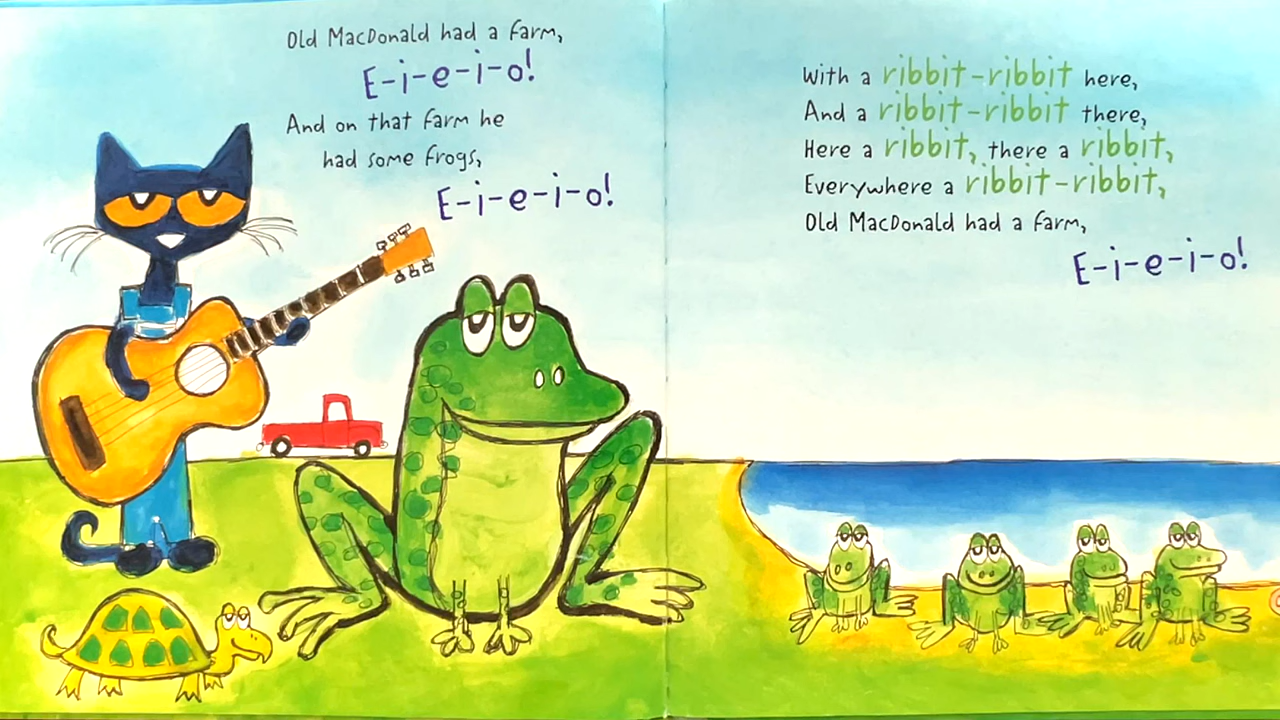 Old MacDonald had a farm,
E-i-e-i-o!
And on that farm he
had some frogs,
E-i-e-i-o!
With a ribbit-ribbit here,
And a ribbit-ribbit there,
Here a ribbit, there a ribbit,
Everywhere a ribbit-ribbit,
Old MacDonald had a farm,
E-i-e-i-o!